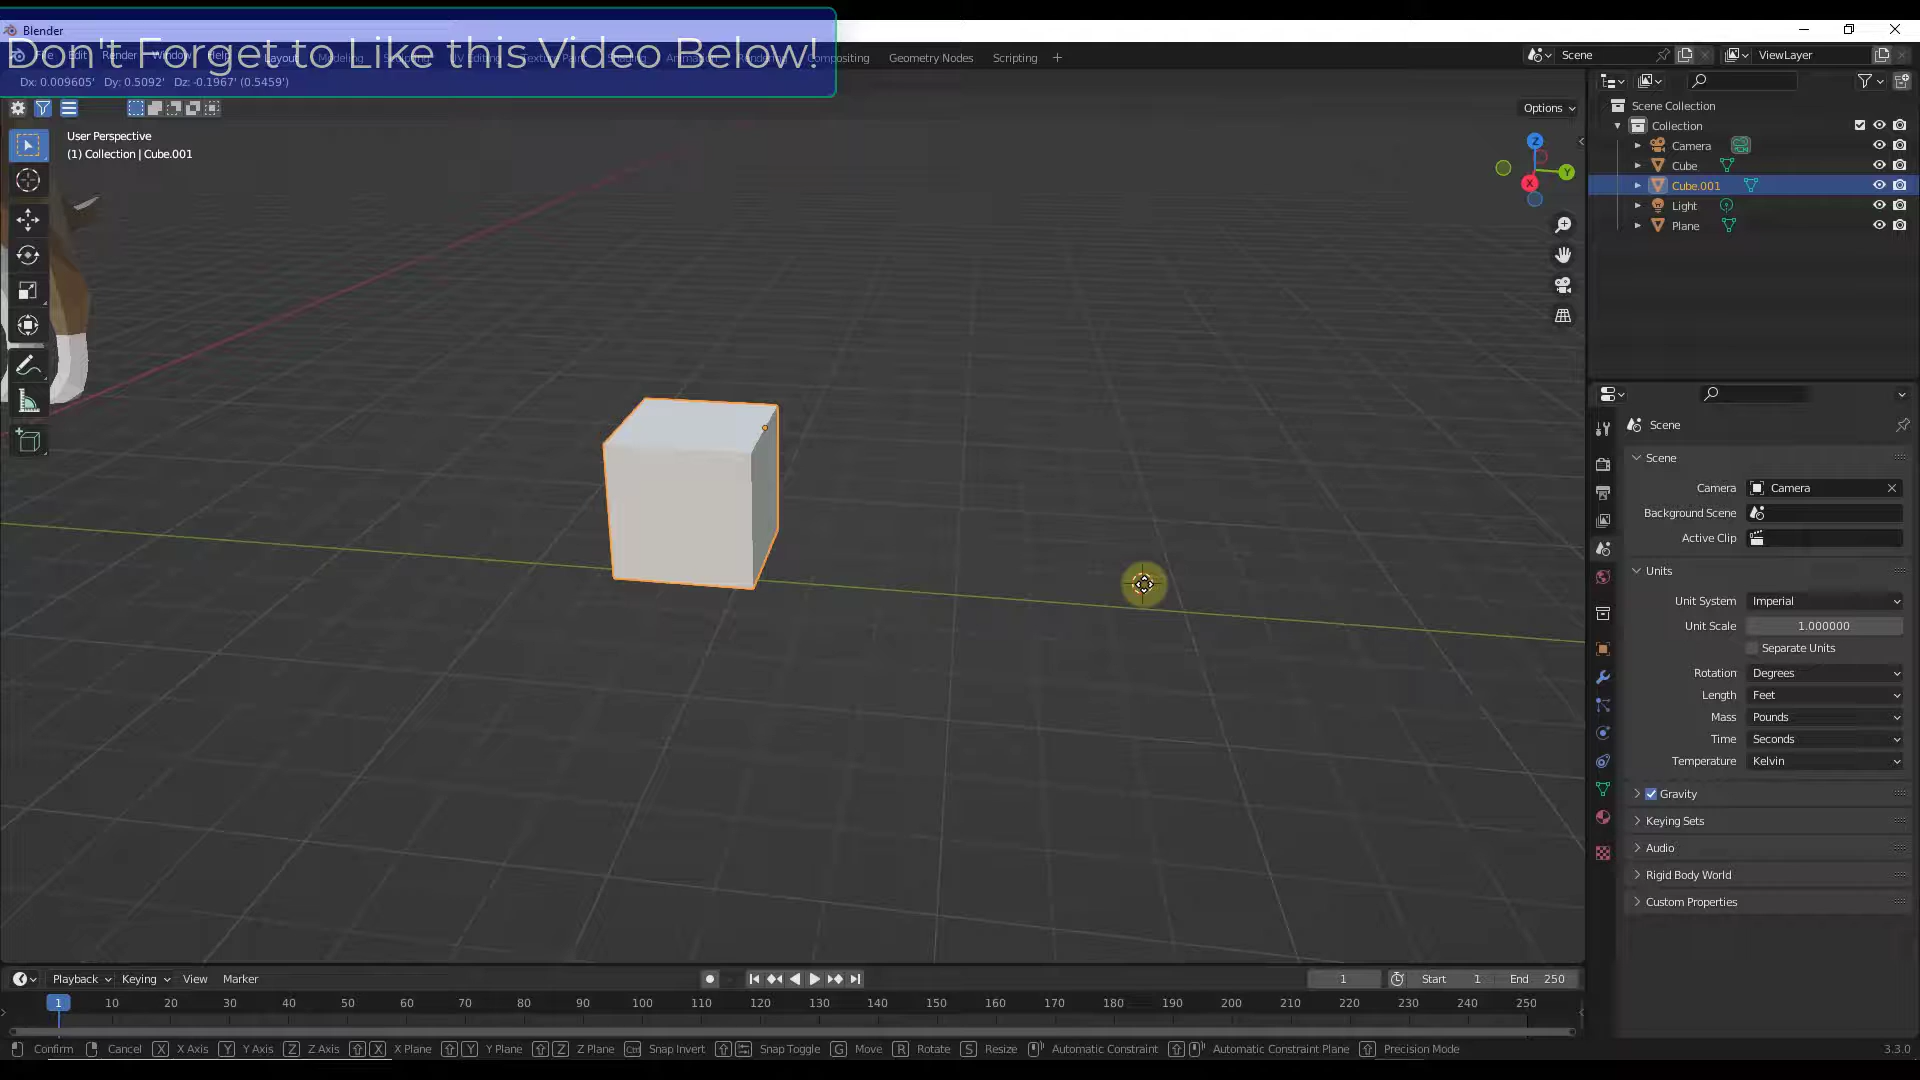 Blender
Don't Forget to Like this Video Below!
File Edit Render Window Help Layout Modeling Sculpting UV Editing Texture Paint Shading Animation Rendering Compositing Geometry Nodes Scripting +
Scene
ViewLayer
Dx: 0.009605' Dy: 0.5092' Dz: -0.1967' (0.5459')
Options
User Perspective
(1) Collection | Cube.001
Z
Y
X
Scene Collection
Collection
Camera
Cube
Cube.001
Light
Plane
Scene
Scene
Camera Camera
Background Scene
Active Clip
Units
Unit System Imperial
Unit Scale 1.000000
Separate Units
Rotation Degrees
Length Feet
Mass Pounds
Time Seconds
Temperature Kelvin
Gravity
Keying Sets
Audio
Rigid Body World
Custom Properties
Playback Keying View Marker
1 Start 1 End 250
1 10 20 30 40 50 60 70 80 90 100 110 120 130 140 150 160 170 180 190 200 210 220 230 240 250
Confirm Cancel X X Axis Y Y Axis Z Z Axis X X Plane Y Y Plane Z Z Plane Ctrl Snap Invert Snap Toggle G Move R Rotate S Resize Automatic Constraint Automatic Constraint Plane Precision Mode 3.3.0